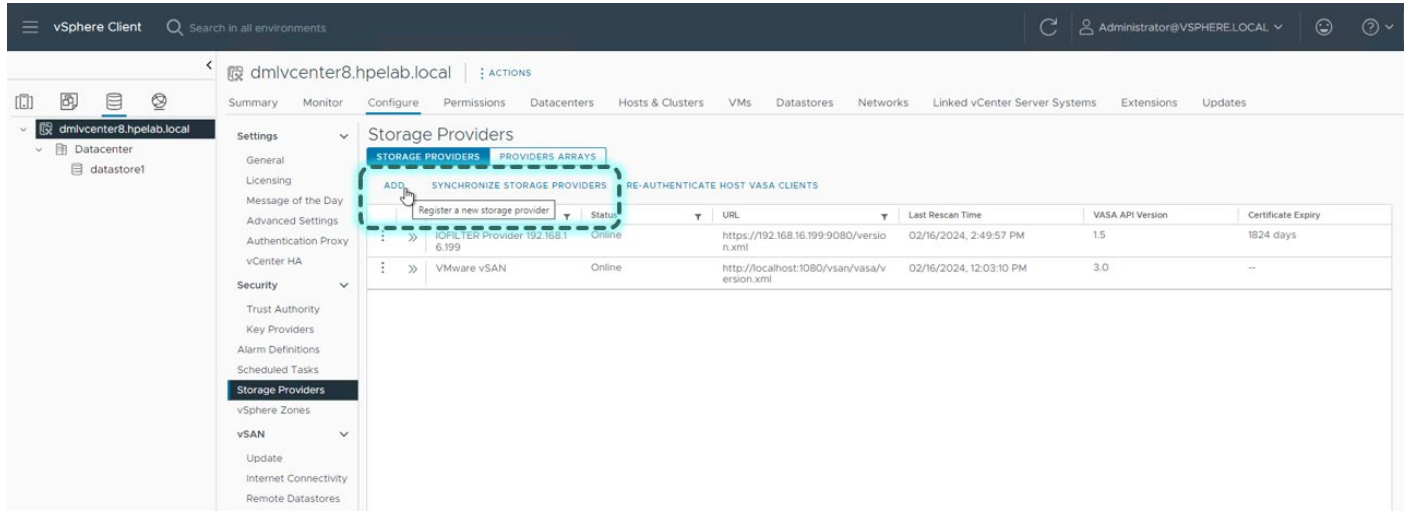 vSphere Client
Search in all environments
Administrator@VSPHERE.LOCAL
dmlvcenter8.hpelab.local
Datacenter
datastore1
dmlvcenter8.hpelab.local
ACTIONS
Summary Monitor Configure Permissions Datacenters Hosts & Clusters VMs Datastores Networks Linked vCenter Server Systems Extensions Updates
Settings
General
Licensing
Message of the Day
Advanced Settings
Authentication Proxy
vCenter HA
Security
Trust Authority
Key Providers
Alarm Definitions
Scheduled Tasks
Storage Providers
vSphere Zones
vSAN
Update
Internet Connectivity
Remote Datastores
Storage Providers
STORAGE PROVIDERS PROVIDERS ARRAYS
ADD SYNCHRONIZE STORAGE PROVIDERS RE-AUTHENTICATE HOST VASA CLIENTS
Register a new storage provider
Status URL Last Rescan Time VASA API Version Certificate Expiry
IOFILTER Provider 192.168.1 Online https://192.168.16.199:9080/versio 02/16/2024, 2:49:57 PM 1.5 1824 days
6.199 n.xml
VMware vSAN Online http://localhost:1080/vsan/vasa/v 02/16/2024, 12:03:10 PM 3.0 --
ersion.xml